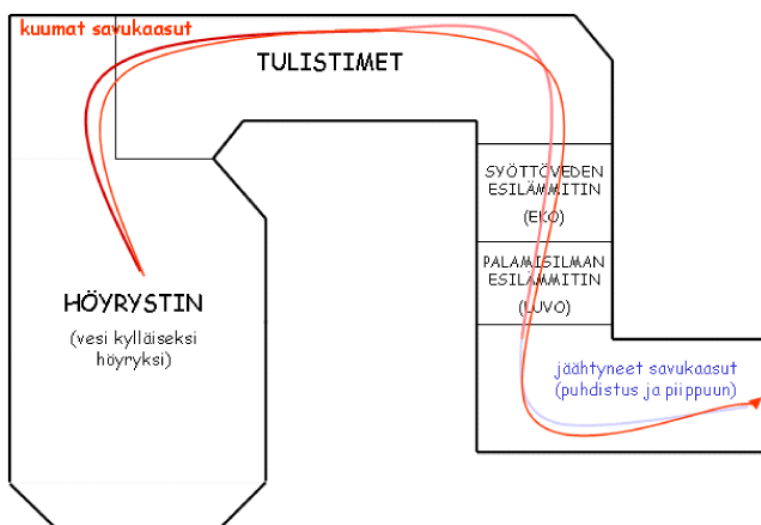 kuumat savukaasut
TULISTIMET
SYÖTTÖVEDEN
ESILÄMMITIN
(EKO)
PALAMISILMAN
ESILÄMMITIN
(LUVO)
HÖYRYSTIN
(vesi kylläiseksi
höyryksi)
jäähtyneet savukaasut
(puhdistus ja piippuun)